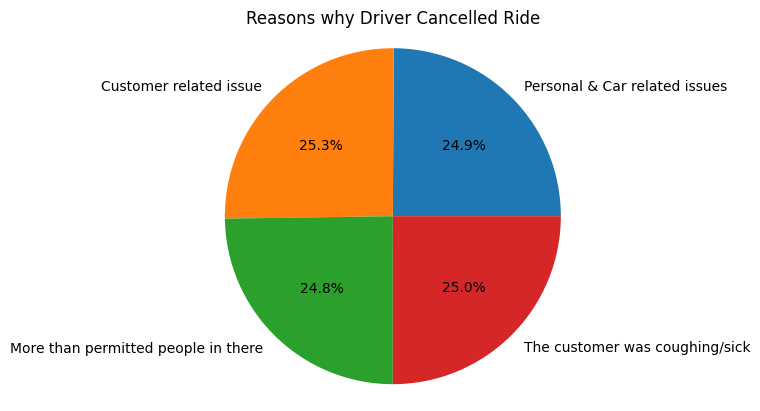 Reasons why Driver Cancelled Ride
Customer related issue
Personal & Car related issues
25.3%
24.9%
24.8%
25.0%
More than permitted people in there
The customer was coughing/sick